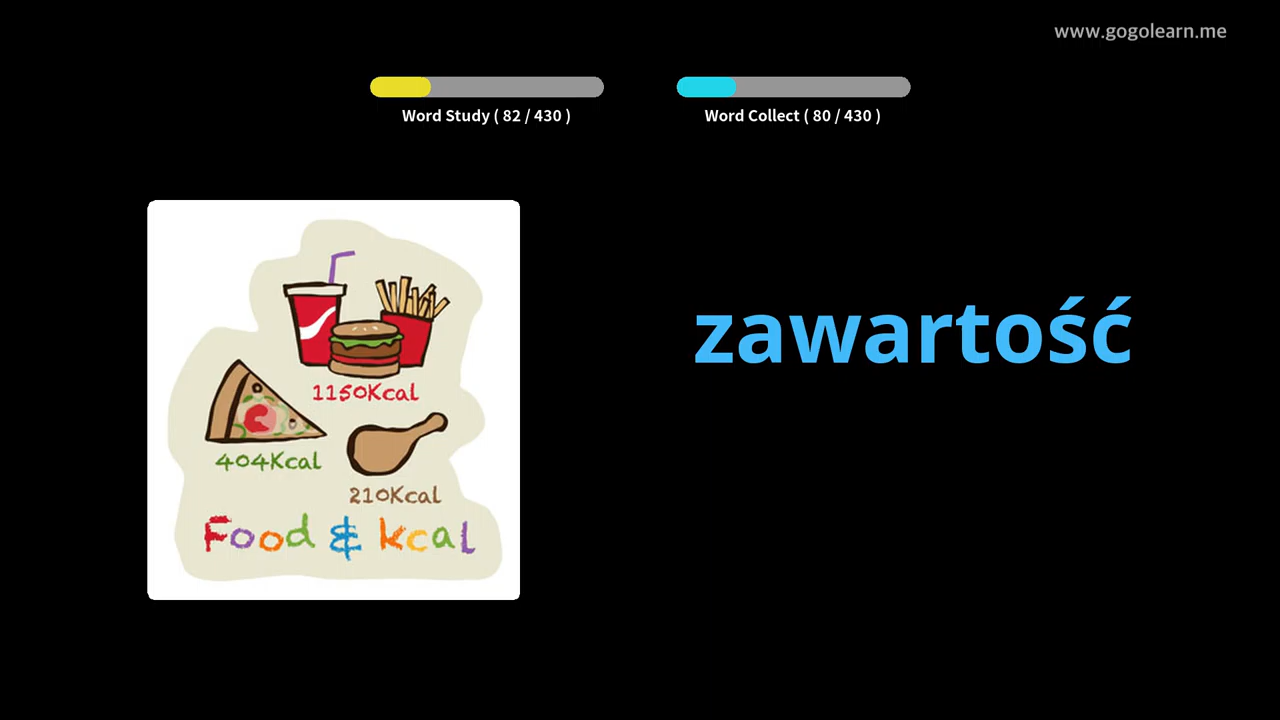 www.gogolearn.me
Word Study ( 82 / 430 )
Word Collect ( 80 / 430 )
zawartość
1150Kcal
404Kcal
210Kcal
Food & kcal